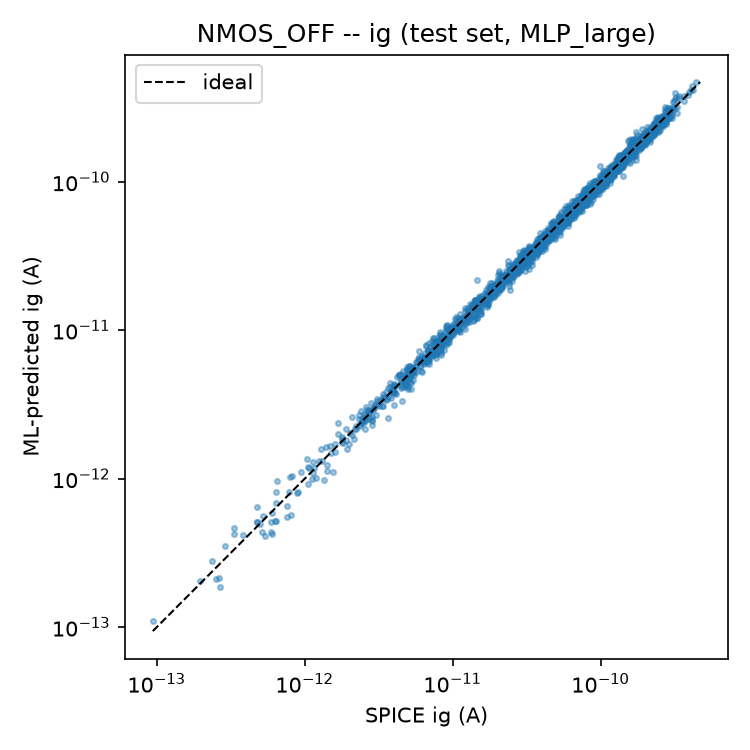 NMOS_OFF -- ig (test set, MLP_large)
ideal
ML-predicted ig (A)
10⁻¹⁰
10⁻¹¹
10⁻¹²
10⁻¹³
10⁻¹³ 10⁻¹² 10⁻¹¹ 10⁻¹⁰
SPICE ig (A)